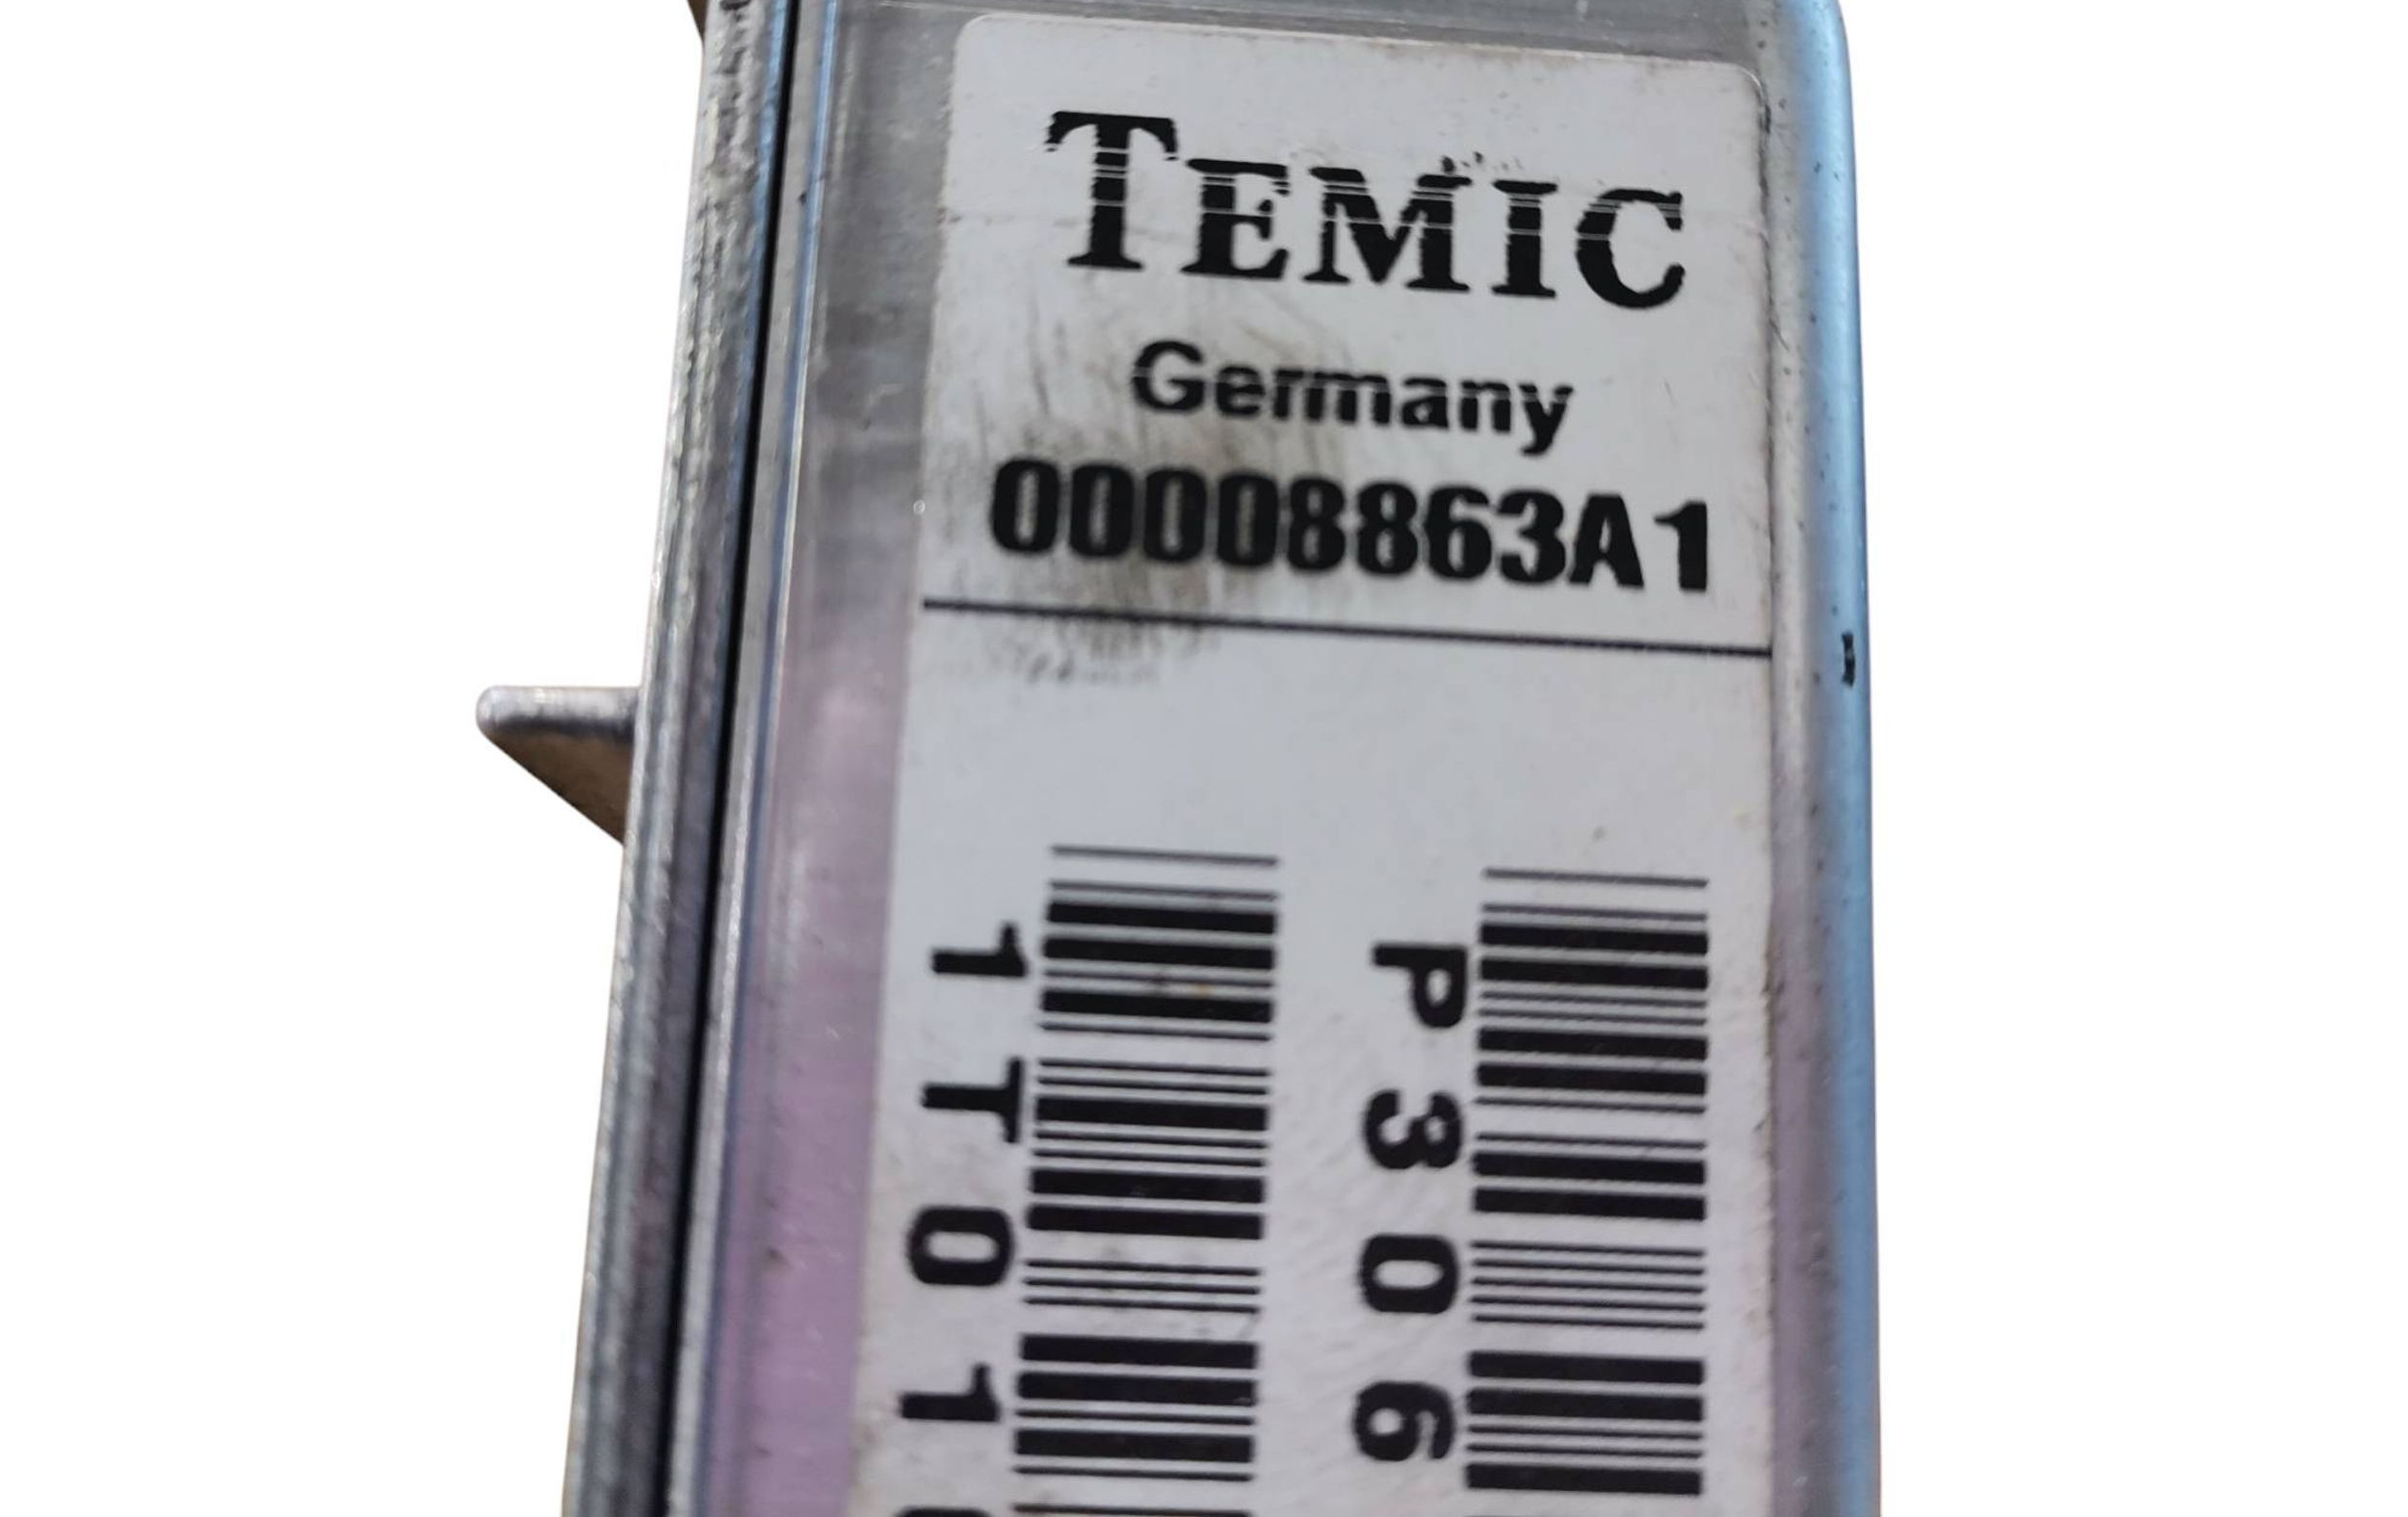 TEMIC
Germany
00008863A1
P306
1T01